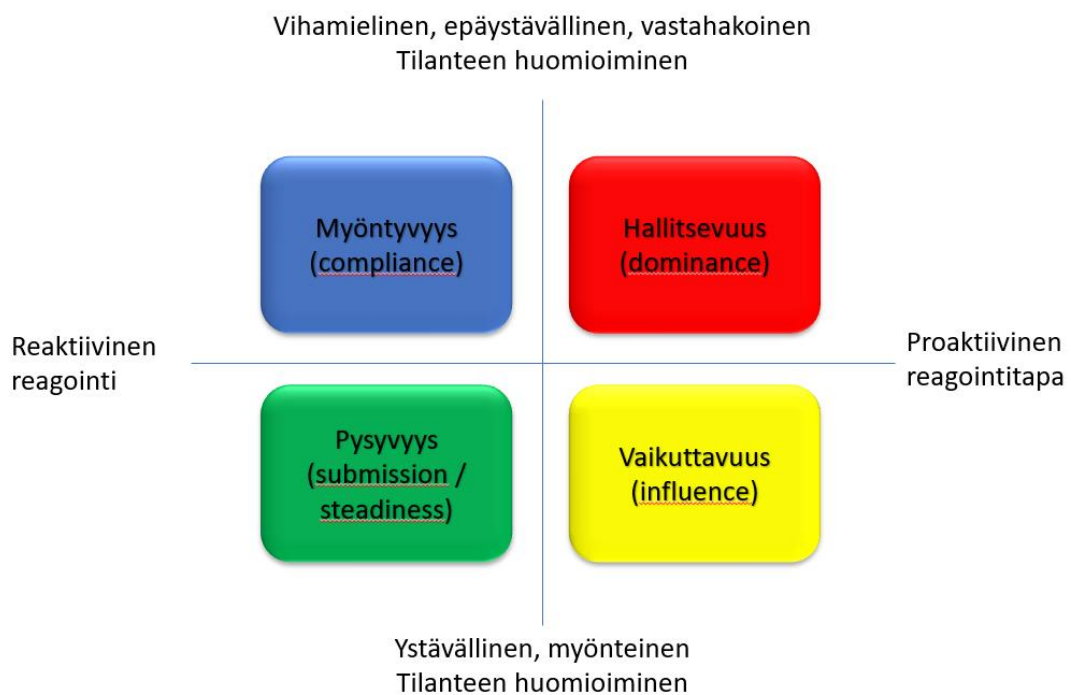 Vihamielinen, epäystävällinen, vastahakoinen
Tilanteen huomioiminen
Myöntyvyys
(compliance)
Hallitsevuus
(dominance)
Reaktiivinen
reagointi
Proaktiivinen
reagointitapa
Pysyvyys
(submission /
steadiness)
Vaikuttavuus
(influence)
Ystävällinen, myönteinen
Tilanteen huomioiminen